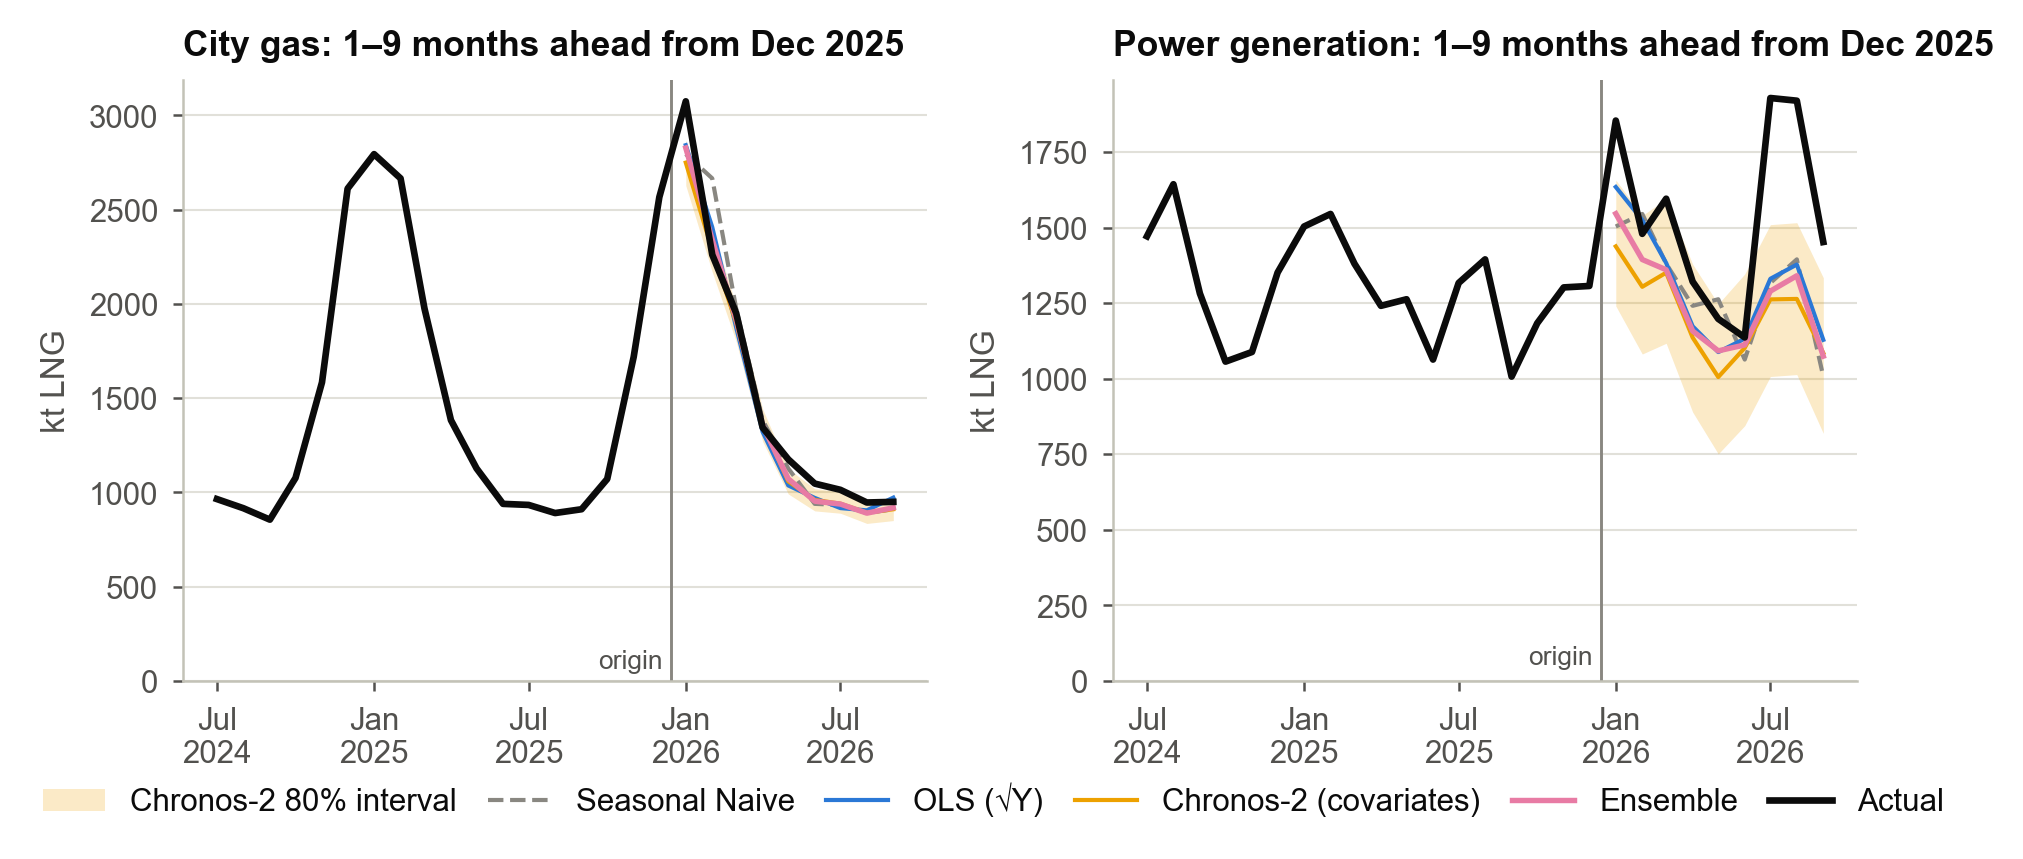 City gas: 1–9 months ahead from Dec 2025
kt LNG
3000
2500
2000
1500
1000
500
0
origin
Jul
2024
Jan
2025
Jul
2025
Jan
2026
Jul
2026
Power generation: 1–9 months ahead from Dec 2025
kt LNG
1750
1500
1250
1000
750
500
250
0
origin
Jul
2024
Jan
2025
Jul
2025
Jan
2026
Jul
2026
Chronos-2 80% interval
Seasonal Naive
OLS (√Y)
Chronos-2 (covariates)
Ensemble
Actual